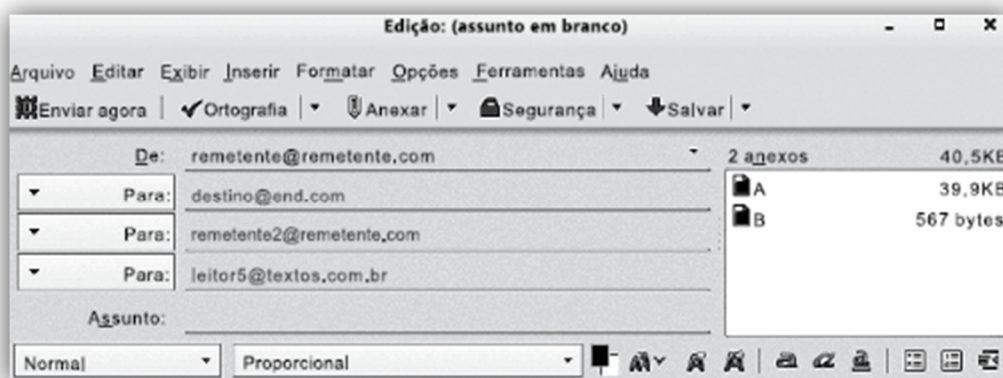 Edição: (assunto em branco)
Arquivo Editar Exibir Inserir Formatar Opções Ferramentas Ajuda
Enviar agora Ortografia Anexar Segurança Salvar
De: remetente@remetente.com 2 anexos 40,5KB
Para: destino@end.com A 39,9KB
Para: remetente2@remetente.com B 567 bytes
Para: leitor5@textos.com.br
Assunto:
Normal Proporcional